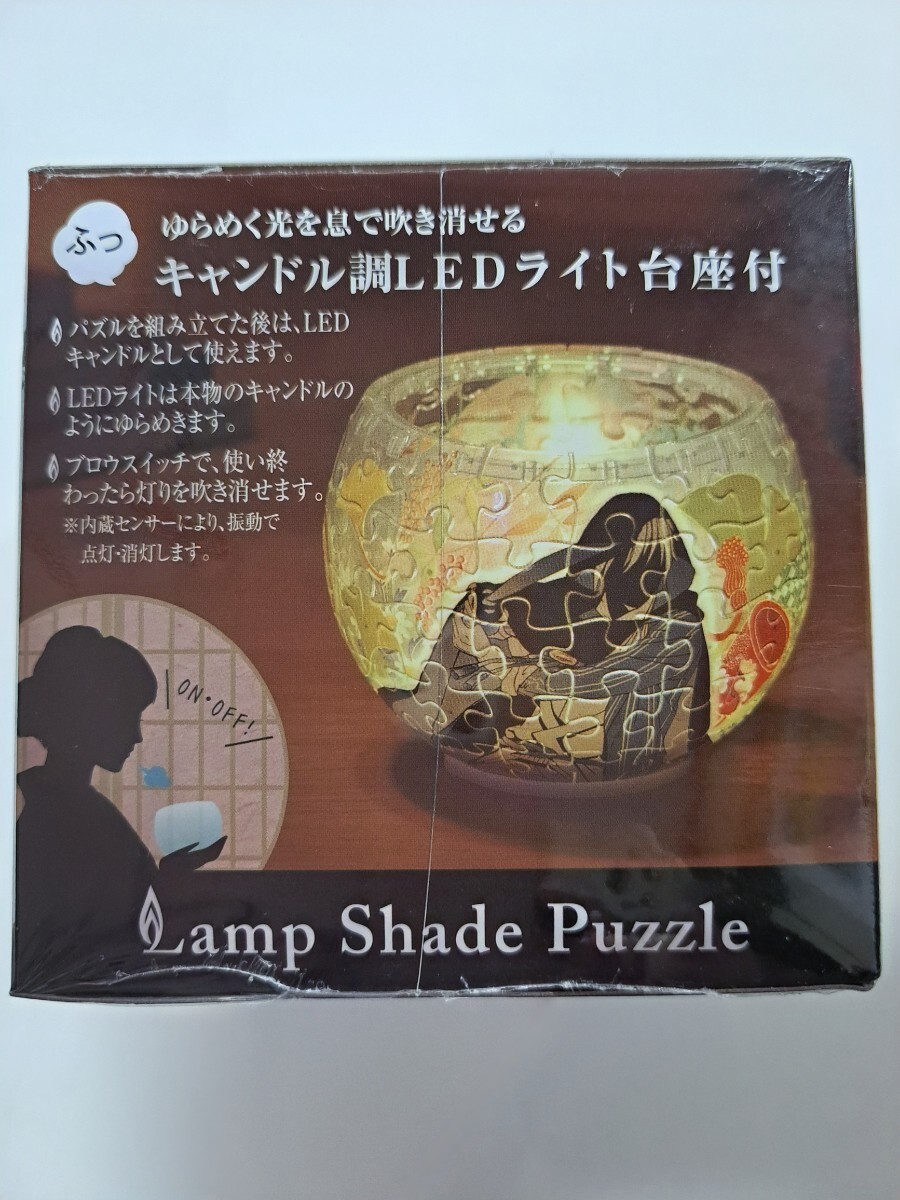 ふっ
ゆらめく光を息で吹き消せる
キャンドル調LEDライト台座付
パズルを組み立てた後は、LED
キャンドルとして使えます。
LEDライトは本物のキャンドルの
ようにゆらめきます。
ブロウスイッチで、使い終
わったら灯りを吹き消せます。
※内蔵センサーにより、振動で
点灯・消灯します。
ON・OFF!
Lamp Shade Puzzle